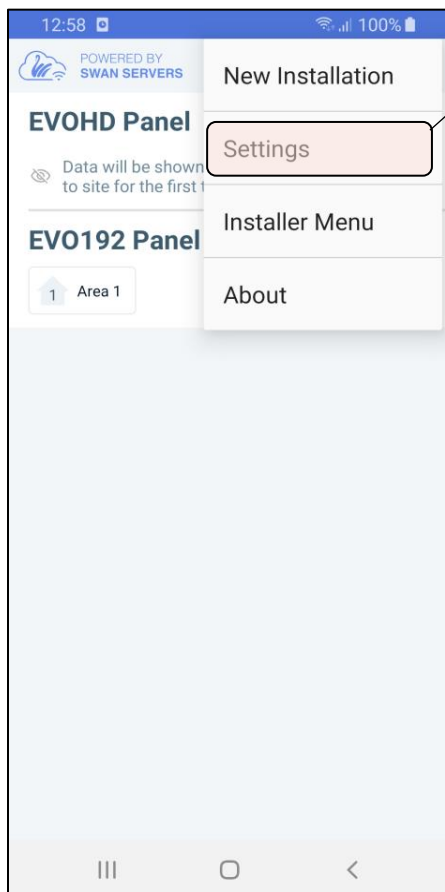 12:58 100%
POWERED BY
SWAN SERVERS
New Installation
EVOHD Panel
Settings
Data will be shown
to site for the first
Installer Menu
EVO192 Panel
1 Area 1
About